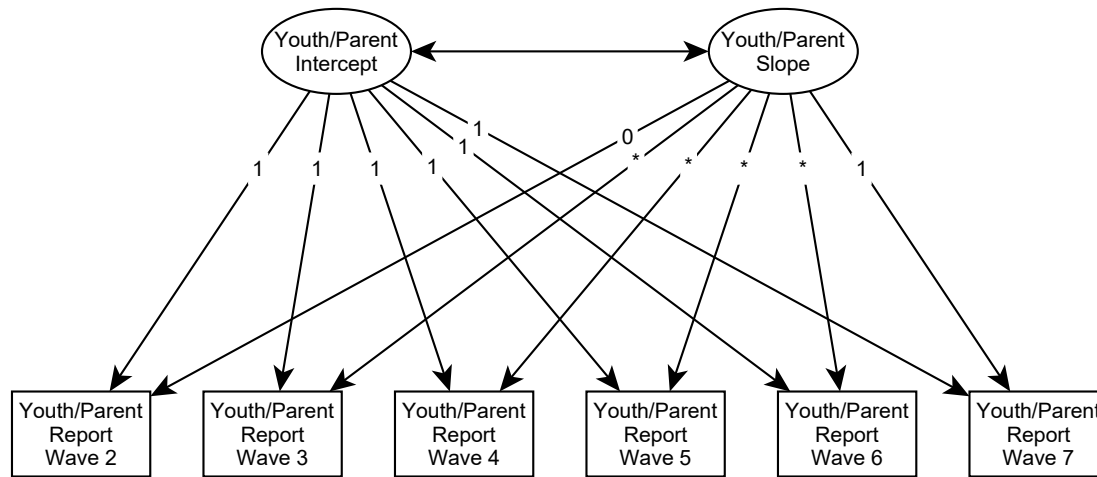 Youth/Parent
Intercept
Youth/Parent
Slope
1
1
1
1
1
1
0
*
*
*
*
1
Youth/Parent
Report
Wave 2
Youth/Parent
Report
Wave 3
Youth/Parent
Report
Wave 4
Youth/Parent
Report
Wave 5
Youth/Parent
Report
Wave 6
Youth/Parent
Report
Wave 7